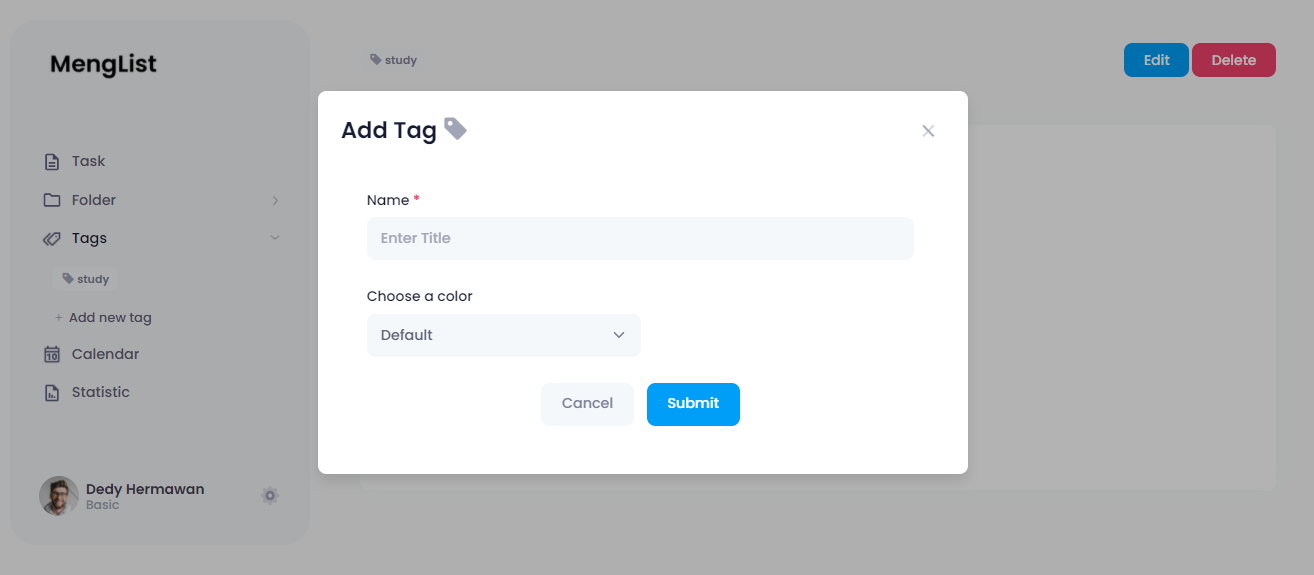 MengList
study
Edit
Delete
Add Tag
Task
Folder
Tags
study
+ Add new tag
Calendar
10
Statistic
Dedy Hermawan
Basic
Name *
Enter Title
Choose a color
Default
Cancel
Submit